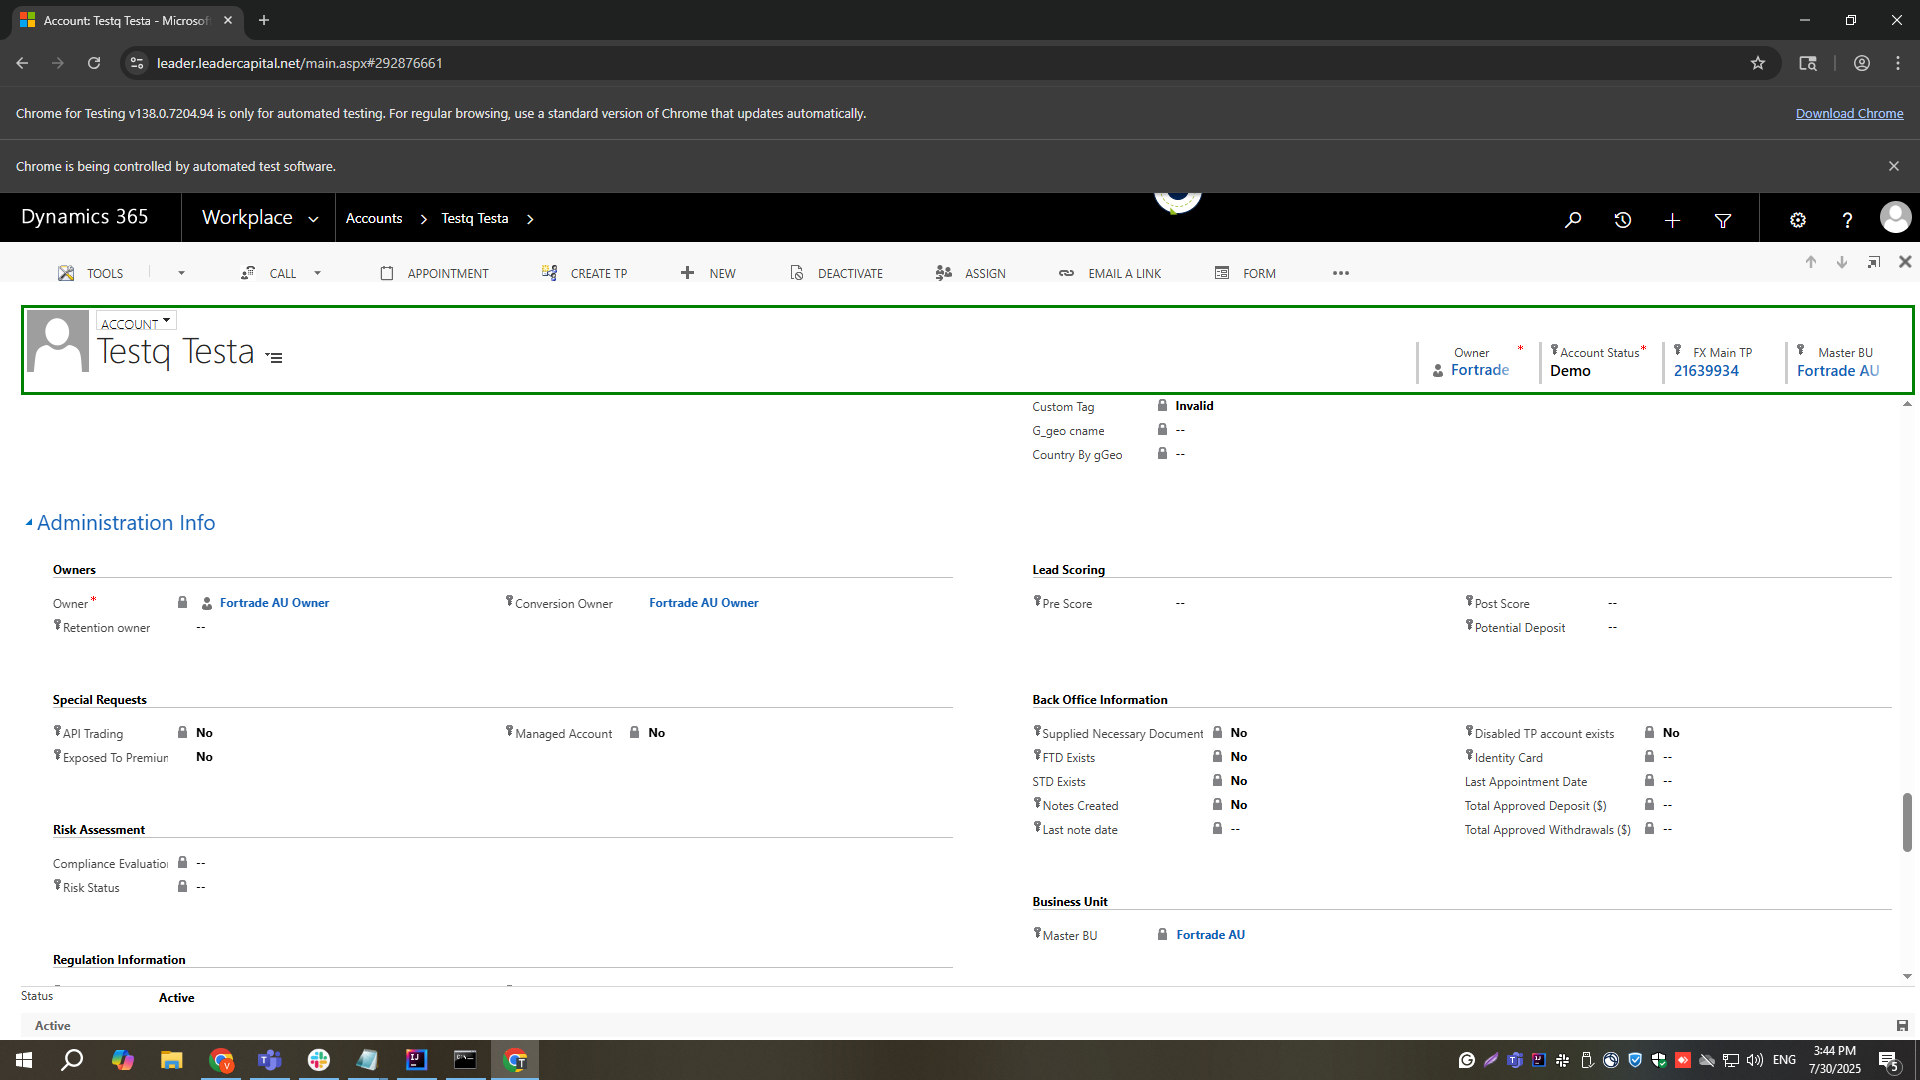 Account: Testq Testa - Microsof
leader.leadercapital.net/main.aspx#292876661
Chrome for Testing v138.0.7204.94 is only for automated testing. For regular browsing, use a standard version of Chrome that updates automatically.
Download Chrome
Chrome is being controlled by automated test software.
Dynamics 365
Workplace
Accounts
Testq Testa
TOOLS
CALL
APPOINTMENT
CREATE TP
NEW
DEACTIVATE
ASSIGN
EMAIL A LINK
FORM
ACCOUNT
Testq Testa
Owner *
Fortrade
Account Status *
Demo
FX Main TP
21639934
Master BU
Fortrade AU
Custom Tag Invalid
G_geo cname --
Country By gGeo --
Administration Info
Owners
Owner * Fortrade AU Owner
Conversion Owner Fortrade AU Owner
Retention owner --
Lead Scoring
Pre Score --
Post Score --
Potential Deposit --
Special Requests
API Trading No
Managed Account No
Exposed To Premiun No
Back Office Information
Supplied Necessary Document No
Disabled TP account exists No
FTD Exists No
Identity Card --
STD Exists No
Last Appointment Date --
Notes Created No
Total Approved Deposit ($) --
Last note date --
Total Approved Withdrawals ($) --
Risk Assessment
Compliance Evaluatio --
Risk Status --
Business Unit
Master BU Fortrade AU
Regulation Information
Status Active
Active
ENG
3:44 PM
7/30/2025
5